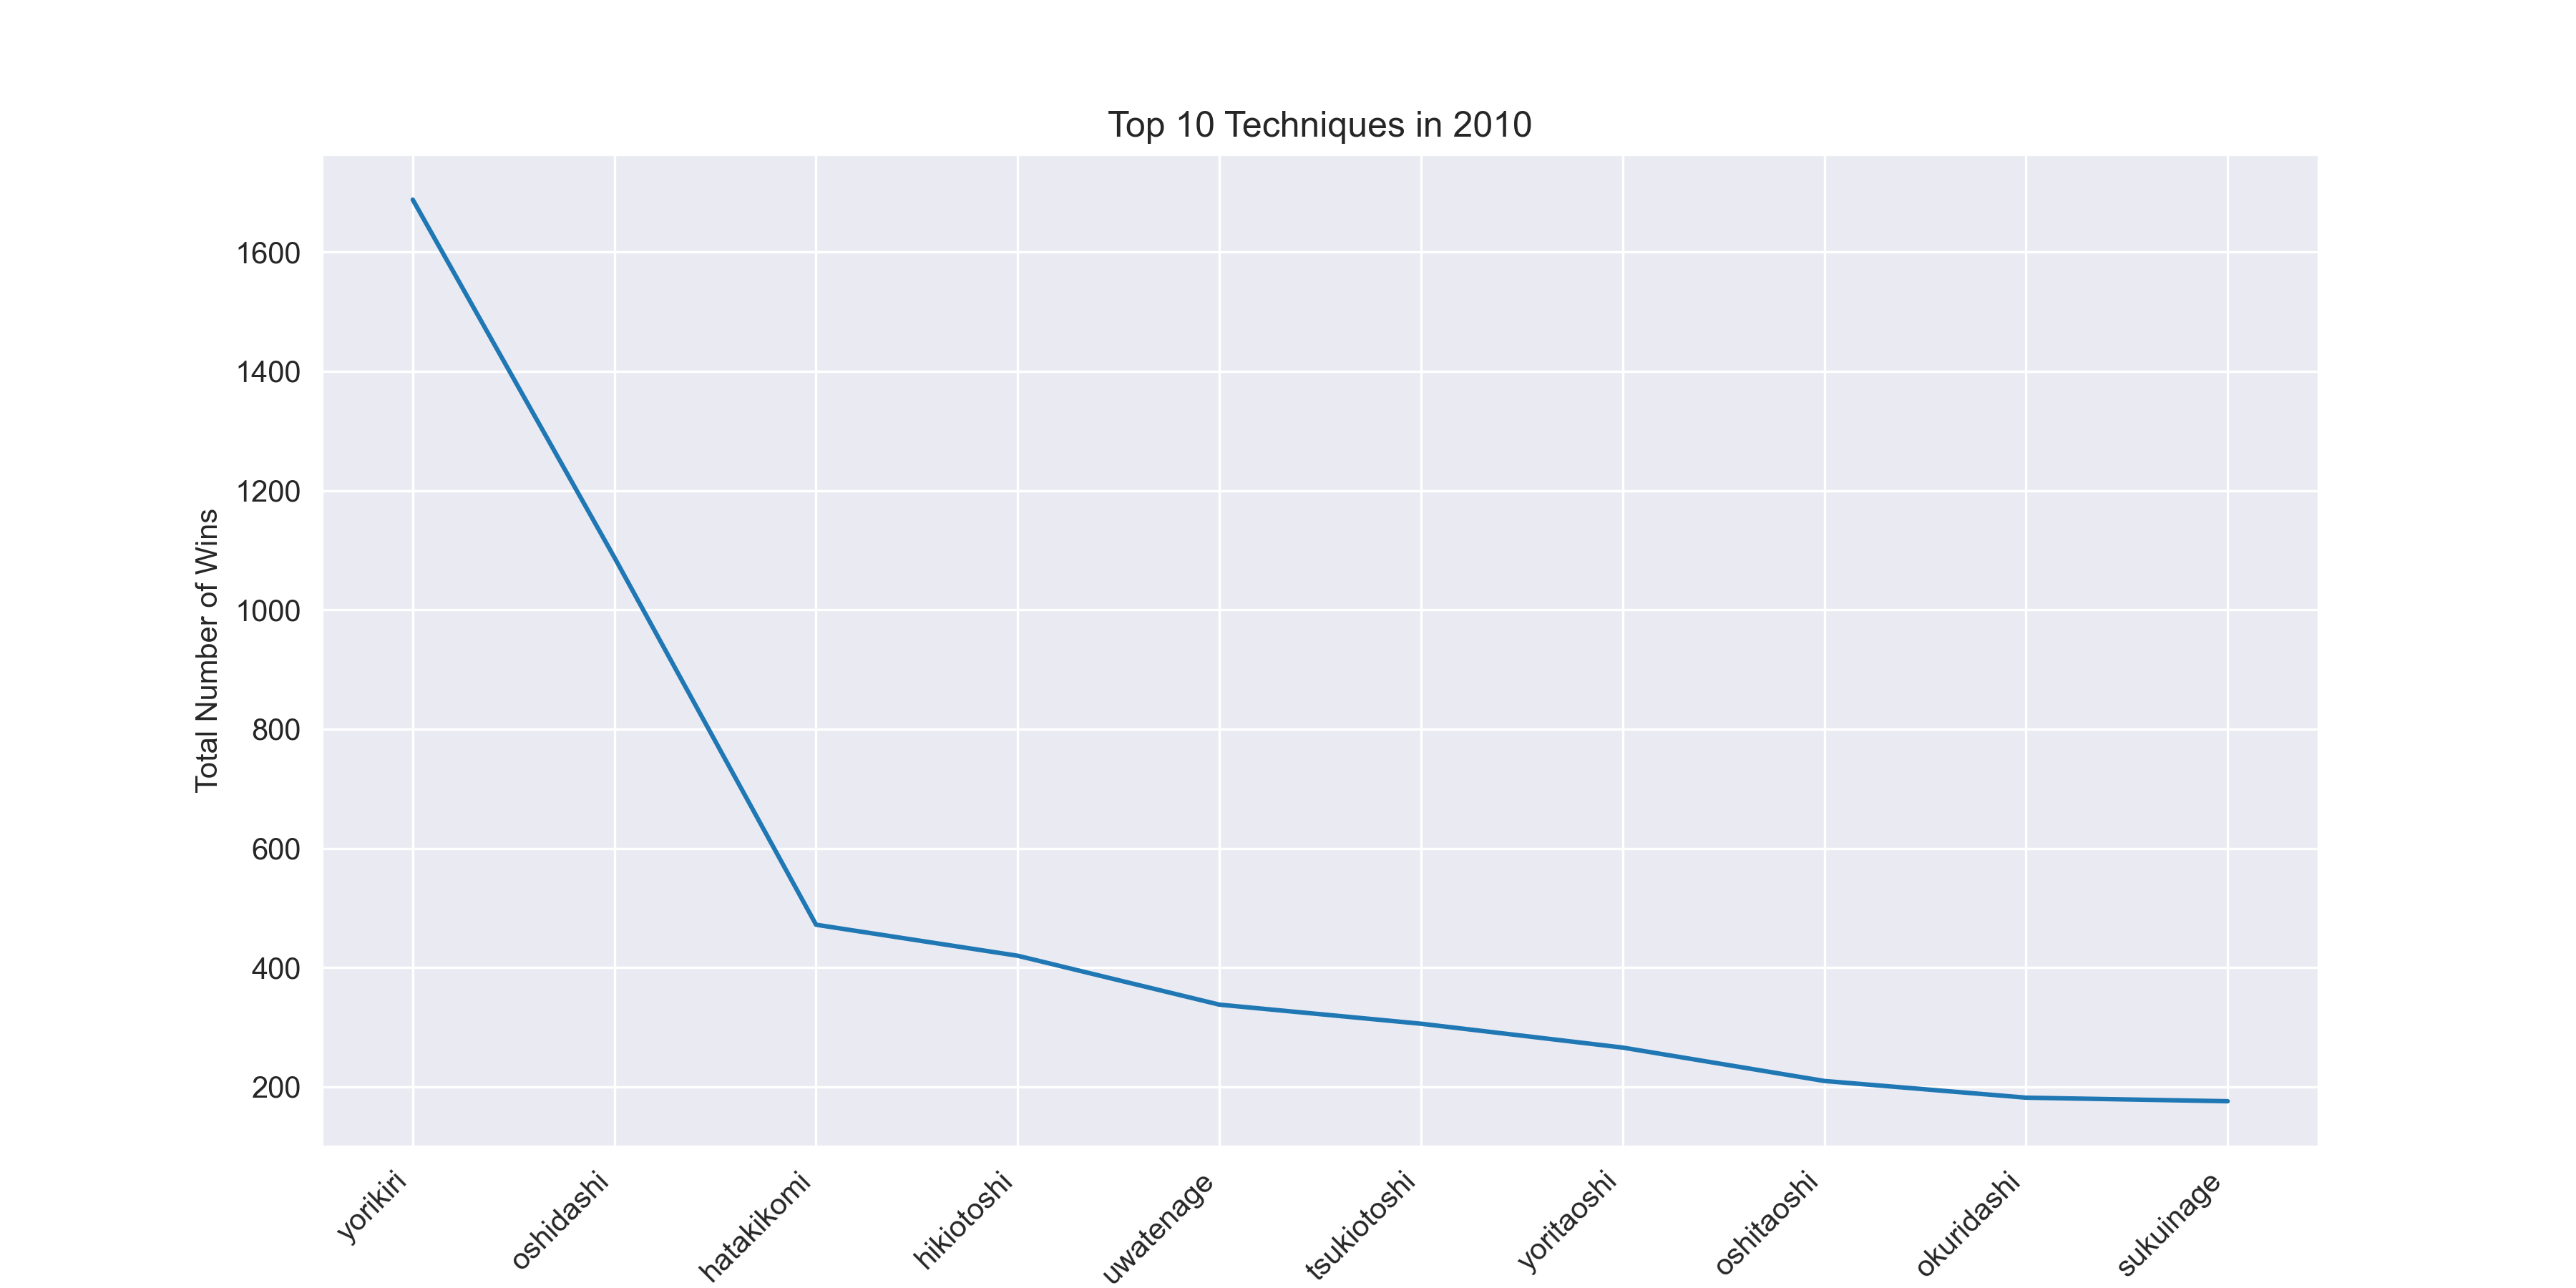 Top 10 Techniques in 2010
Total Number of Wins
1600
1400
1200
1000
800
600
400
200
yorikiri
oshidashi
hatakikomi
hikiotoshi
uwatenage
tsukiotoshi
yoritaoshi
oshitaoshi
okuridashi
sukuinage